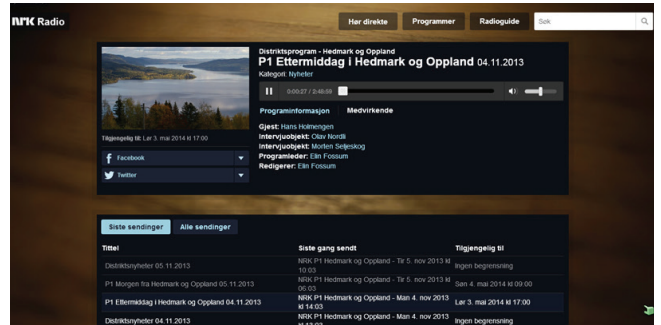 NRK Radio
Hør direkte
Programmer
Radioguide
Søk
Distriktsprogram - Hedmark og Oppland
P1 Ettermiddag i Hedmark og Oppland 04.11.2013
Kategori: Nyheter
0:00:27 / 2:48:59
Programinformasjon
Medvirkende
Gjest: Hans Holmengen
Intervjuobjekt: Olav Nordli
Intervjuobjekt: Morten Seljeskog
Programleder: Elin Fossum
Redigerer: Elin Fossum
Tilgjengelig til: Lør 3. mai 2014 kl 17:00
Facebook
Twitter
Siste sendinger
Alle sendinger
Tittel
Siste gang sendt
Tilgjengelig til
Distriktsnyheter 05.11.2013
NRK P1 Hedmark og Oppland - Tir 5. nov 2013 kl
10:03
Ingen begrensning
P1 Morgen fra Hedmark og Oppland 05.11.2013
NRK P1 Hedmark og Oppland - Tir 5. nov 2013 kl
06:03
Søn 4. mai 2014 kl 09:00
P1 Ettermiddag i Hedmark og Oppland 04.11.2013
NRK P1 Hedmark og Oppland - Man 4. nov 2013
kl 14:03
Lør 3. mai 2014 kl 17:00
Distriktsnyheter 04.11.2013
NRK P1 Hedmark og Oppland - Man 4. nov 2013
Ingen begrensning